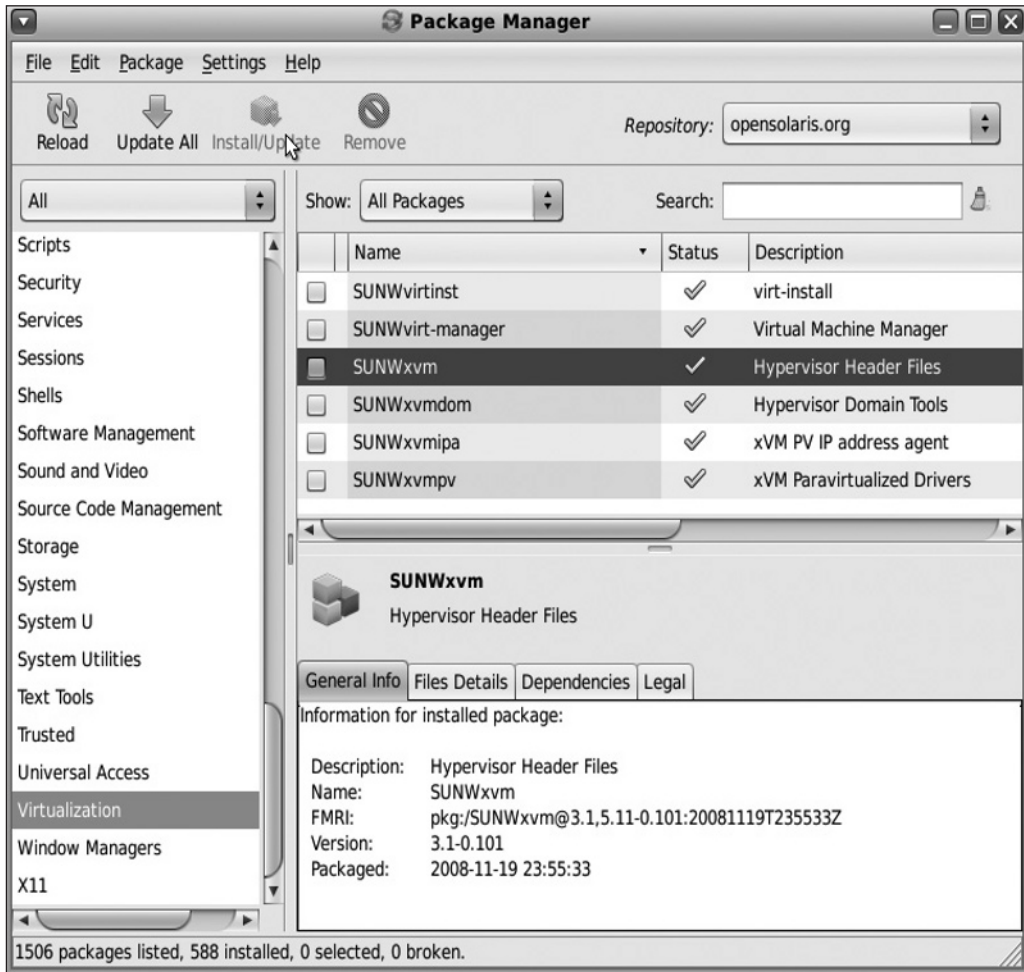 Package Manager
File Edit Package Settings Help
Reload Update All Install/Update Remove
Repository: opensolaris.org
All
Show: All Packages
Search:
Scripts
Security
Services
Sessions
Shells
Software Management
Sound and Video
Source Code Management
Storage
System
System U
System Utilities
Text Tools
Trusted
Universal Access
Virtualization
Window Managers
X11
Name Status Description
SUNWvirtinst virt-install
SUNWvirt-manager Virtual Machine Manager
SUNWxvm Hypervisor Header Files
SUNWxvmdom Hypervisor Domain Tools
SUNWxvmipa xVM PV IP address agent
SUNWxvmpv xVM Paravirtualized Drivers
SUNWxvm
Hypervisor Header Files
General Info Files Details Dependencies Legal
Information for installed package:
Description: Hypervisor Header Files
Name: SUNWxvm
FMRI: pkg:/SUNWxvm@3.1,5.11-0.101:20081119T235533Z
Version: 3.1-0.101
Packaged: 2008-11-19 23:55:33
1506 packages listed, 588 installed, 0 selected, 0 broken.